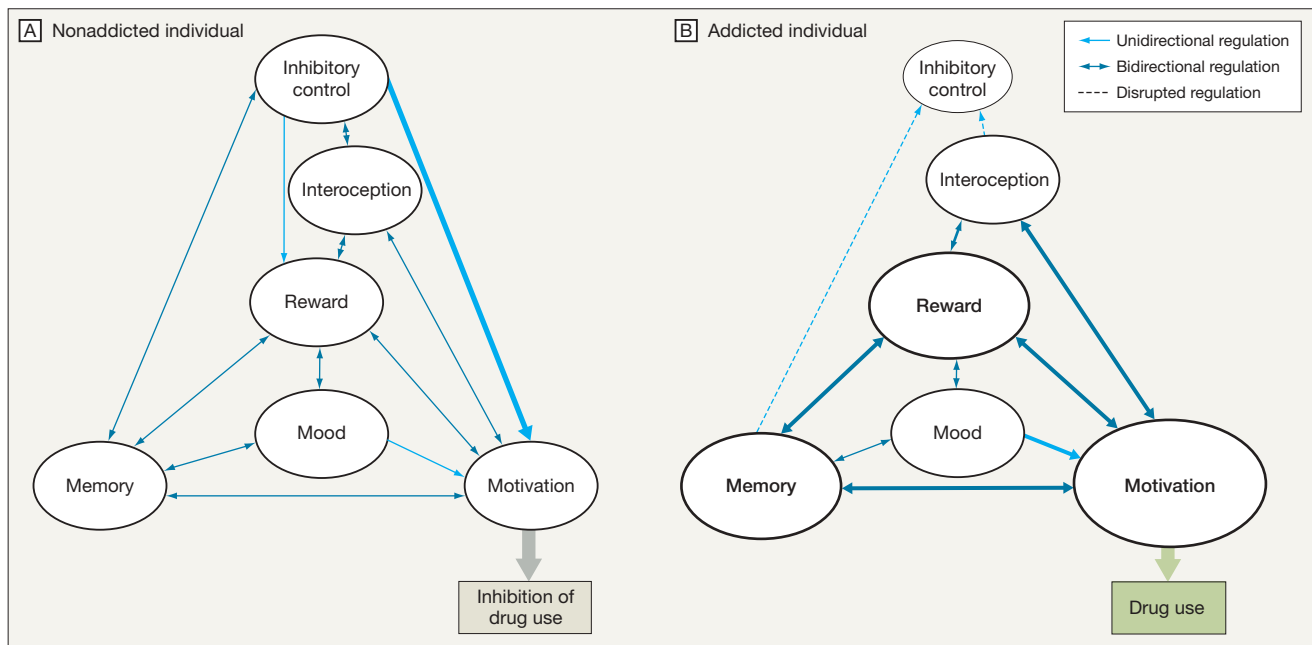 A Nonaddicted individual
Inhibitory
control
Interoception
Reward
Mood
Memory
Motivation
Inhibition of
drug use
B Addicted individual
Unidirectional regulation
Bidirectional regulation
Disrupted regulation
Inhibitory
control
Interoception
Reward
Mood
Memory
Motivation
Drug use